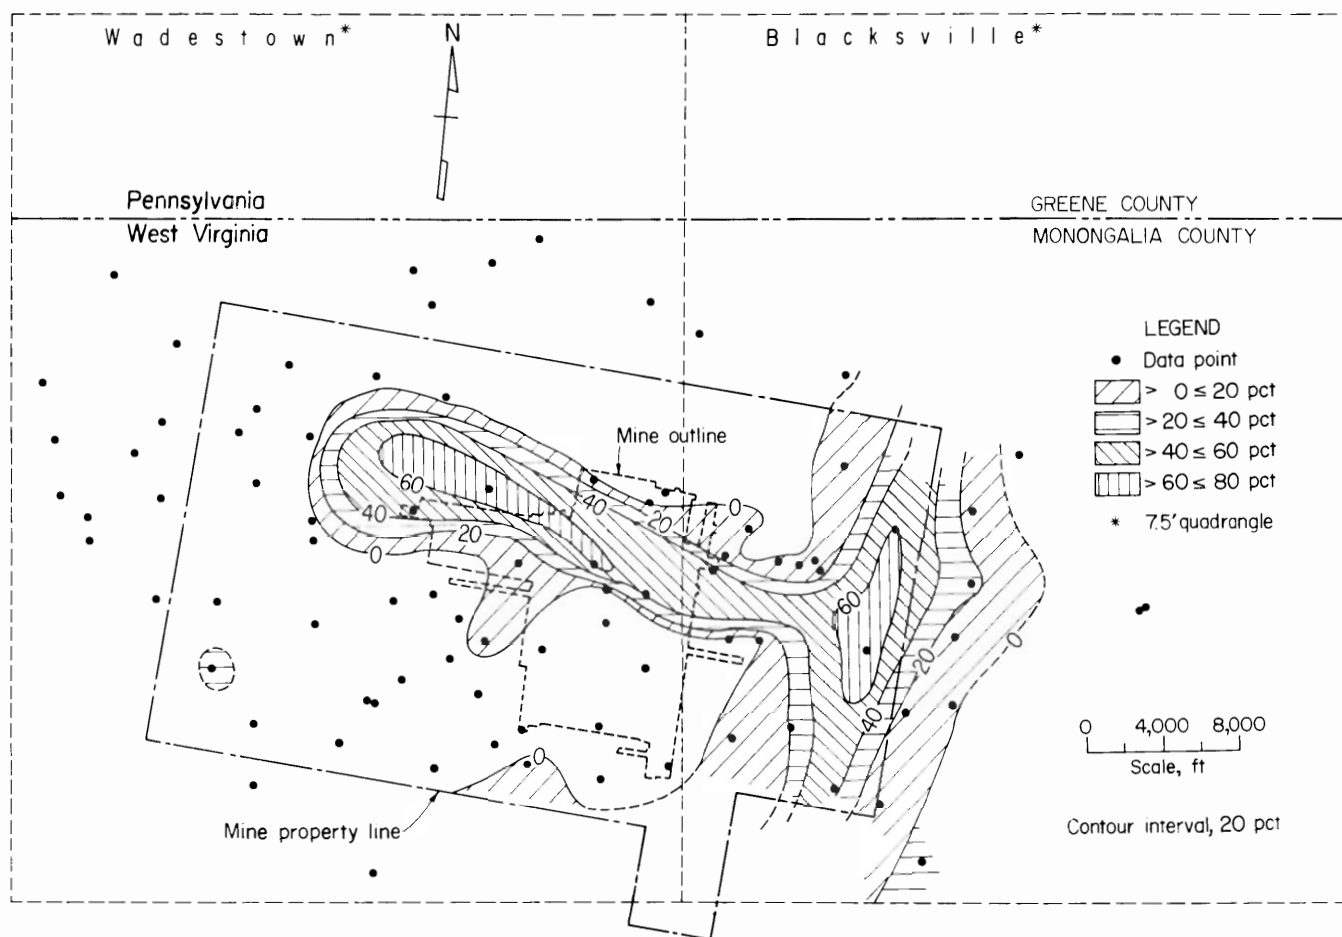 Wadestown*
Blacksville*
N
Pennsylvania
West Virginia
GREENE COUNTY
MONONGALIA COUNTY
LEGEND
Data point
> 0 ≤ 20 pct
> 20 ≤ 40 pct
> 40 ≤ 60 pct
> 60 ≤ 80 pct
* 7.5' quadrangle
Mine outline
60
40
20
0
40
20
0
60
20
0
40
0
0 4,000 8,000
Scale, ft
Contour interval, 20 pct
Mine property line